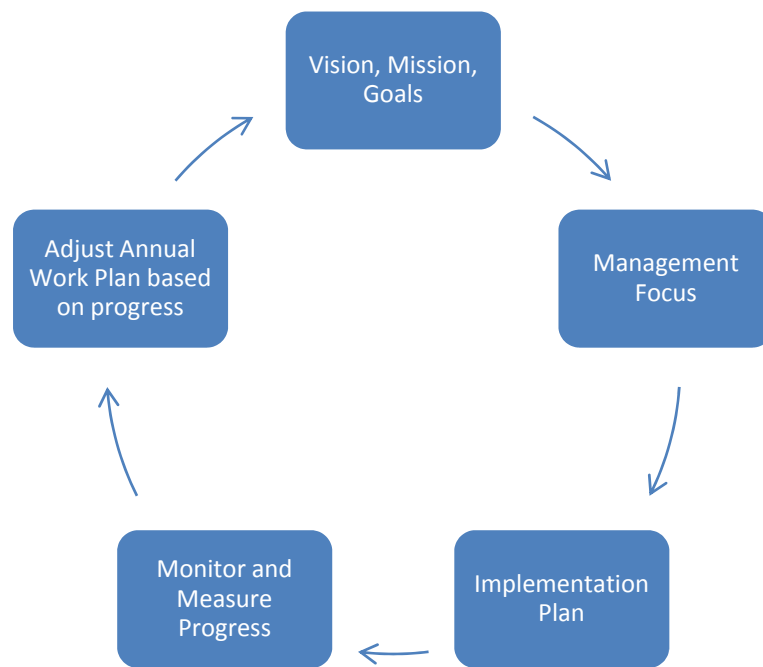 Vision, Mission,
Goals
Management
Focus
Implementation
Plan
Monitor and
Measure
Progress
Adjust Annual
Work Plan based
on progress